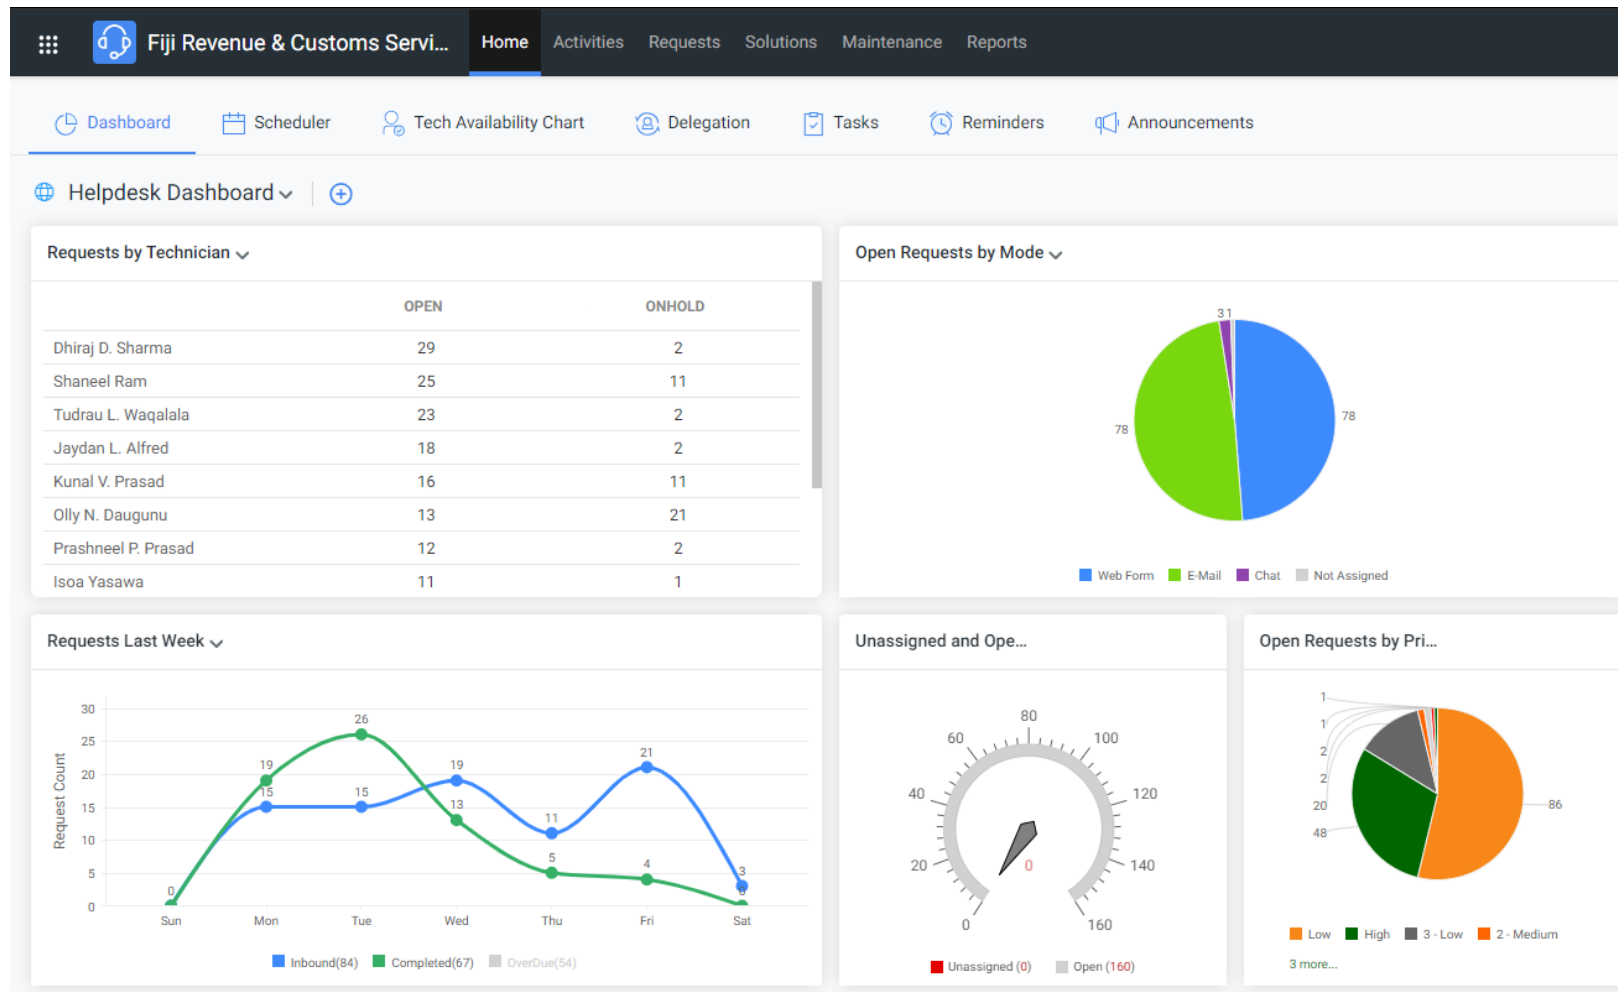 Fiji Revenue & Customs Servi... Home Activities Requests Solutions Maintenance Reports
Dashboard Scheduler Tech Availability Chart Delegation Tasks Reminders Announcements
Helpdesk Dashboard
Requests by Technician
OPEN ONHOLD
Dhiraj D. Sharma 29 2
Shaneel Ram 25 11
Tudrau L. Waqalala 23 2
Jaydan L. Alfred 18 2
Kunal V. Prasad 16 11
Olly N. Daugunu 13 21
Prashneel P. Prasad 12 2
Isoa Yasawa 11 1
Open Requests by Mode
3 1
78
78
Web Form E-Mail Chat Not Assigned
Requests Last Week
Request Count
30
25
20
15
10
5
0
0
19
15
26
15
19
13
11
5
21
4
3
0
Sun Mon Tue Wed Thu Fri Sat
Inbound(84) Completed(67) OverDue(54)
Unassigned and Ope...
80
60 100
40 120
20 0 140
0 160
Unassigned (0) Open (160)
Open Requests by Pri...
1
1
2
2
20 86
48
Low High 3 - Low 2 - Medium
3 more...